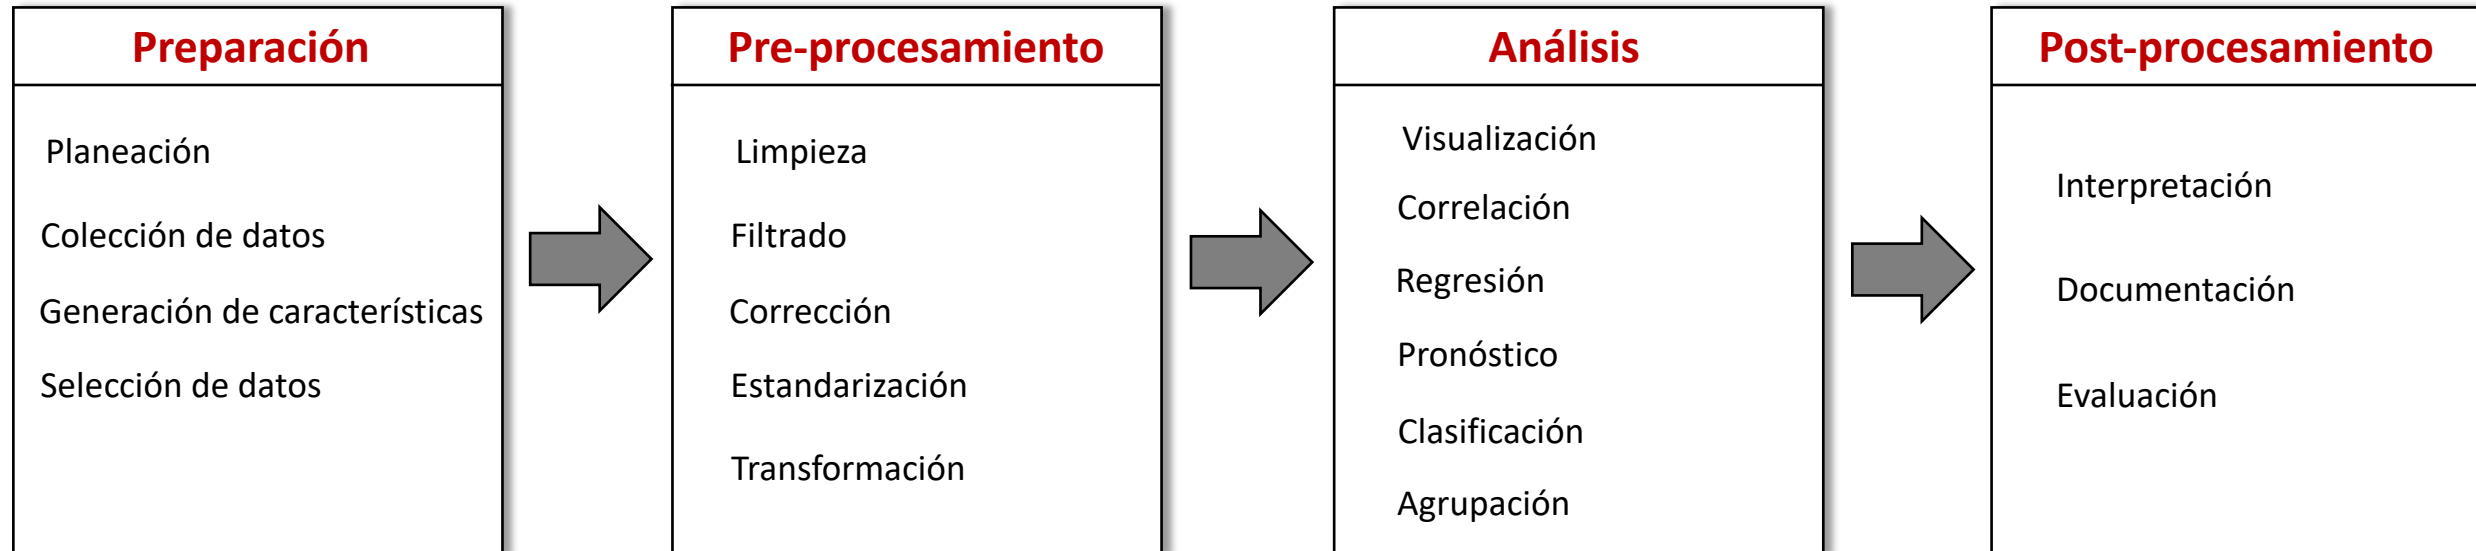 Preparación
Planeación
Colección de datos
Generación de características
Selección de datos
Pre-procesamiento
Limpieza
Filtrado
Corrección
Estandarización
Transformación
Análisis
Visualización
Correlación
Regresión
Pronóstico
Clasificación
Agrupación
Post-procesamiento
Interpretación
Documentación
Evaluación